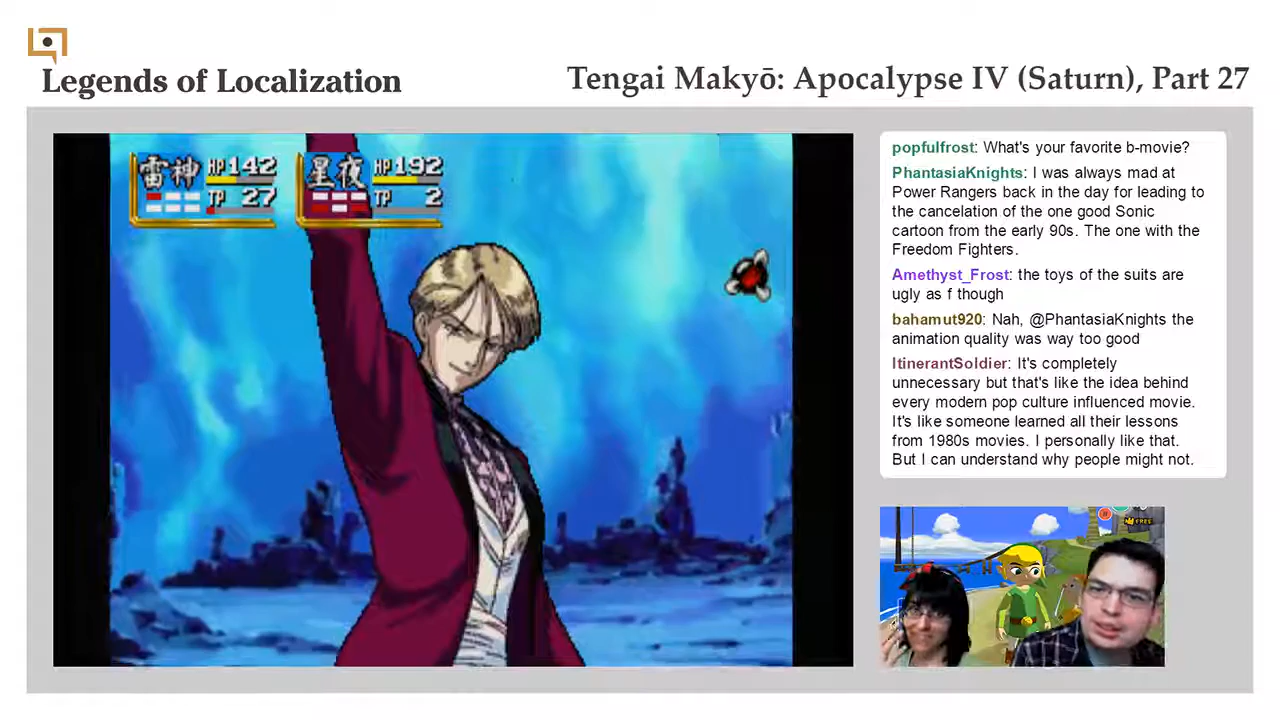 Legends of Localization
Tengai Makyō: Apocalypse IV (Saturn), Part 27
雷神 HP 142
TP 27
星夜 HP 192
TP 2
popfulfrost: What's your favorite b-movie?
PhantasiaKnights: I was always mad at
Power Rangers back in the day for leading to
the cancelation of the one good Sonic
cartoon from the early 90s. The one with the
Freedom Fighters.
Amethyst_Frost: the toys of the suits are
ugly as f though
bahamut920: Nah, @PhantasiaKnights the
animation quality was way too good
ItinerantSoldier: It's completely
unnecessary but that's like the idea behind
every modern pop culture influenced movie.
It's like someone learned all their lessons
from 1980s movies. I personally like that.
But I can understand why people might not.
FREE